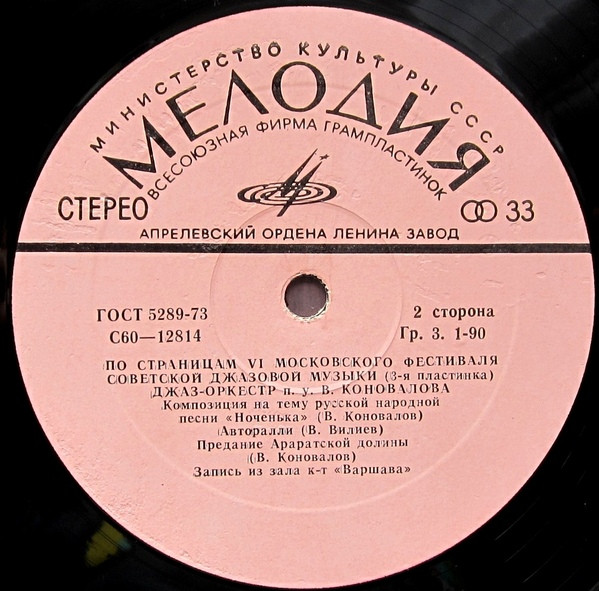 МИНИСТЕРСТВО КУЛЬТУРЫ СССР
МЕЛОДИЯ
ВСЕСОЮЗНАЯ ФИРМА ГРАМПЛАСТИНОК
СТЕРЕО 33
АПРЕЛЕВСКИЙ ОРДЕНА ЛЕНИНА ЗАВОД
ГОСТ 5289-73 2 сторона
С60—12814 Гр. 3. 1-90
ПО СТРАНИЦАМ VI МОСКОВСКОГО ФЕСТИВАЛЯ
СОВЕТСКОЙ ДЖАЗОВОЙ МУЗЫКИ (3-я пластинка)
ДЖАЗ-ОРКЕСТР п. у. В. КОНОВАЛОВА
Композиция на тему русской народной
песни «Ноченька» (В. Коновалов)
Авторалли (В. Вилиев)
Предание Араратской долины
(В. Коновалов)
Запись из зала к-т «Варшава»